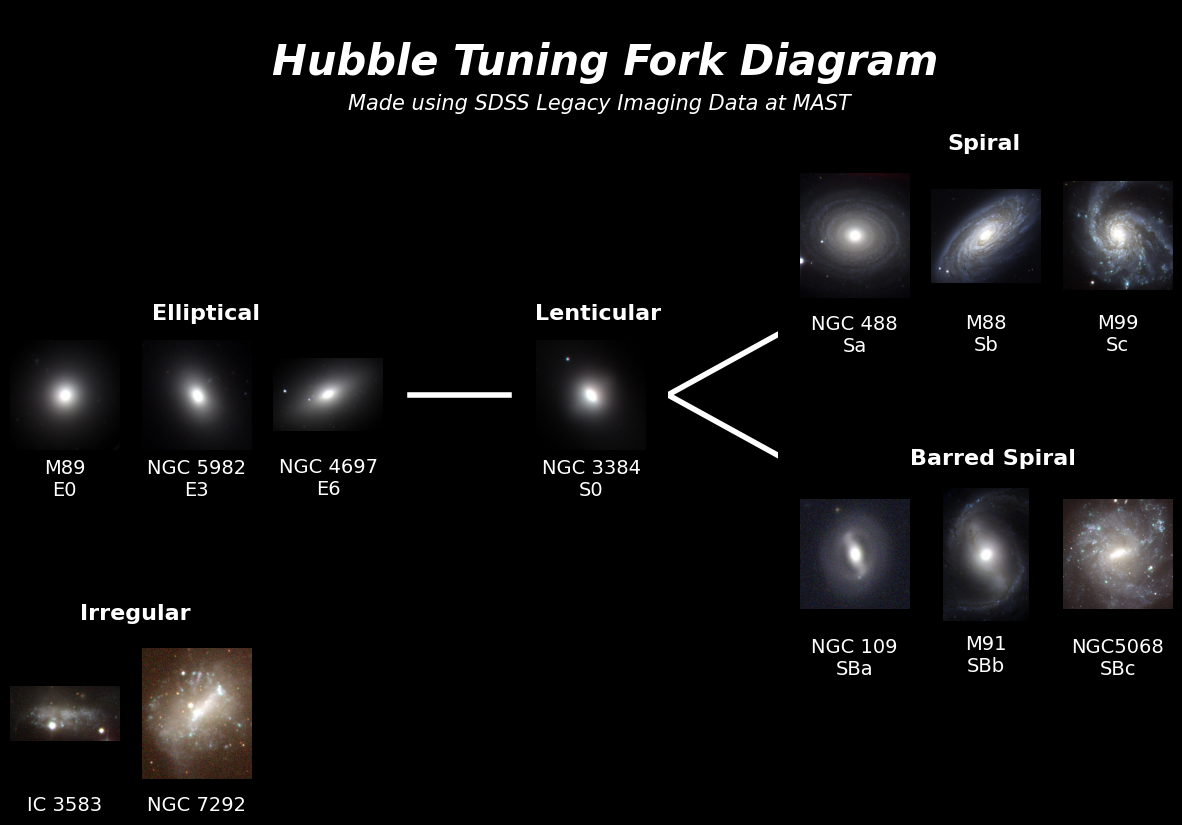 Hubble Tuning Fork Diagram
Made using SDSS Legacy Imaging Data at MAST
Spiral
NGC 488
Sa
M88
Sb
M99
Sc
Elliptical
M89
E0
NGC 5982
E3
NGC 4697
E6
Lenticular
NGC 3384
S0
Barred Spiral
NGC 109
SBa
M91
SBb
NGC5068
SBc
Irregular
IC 3583
NGC 7292